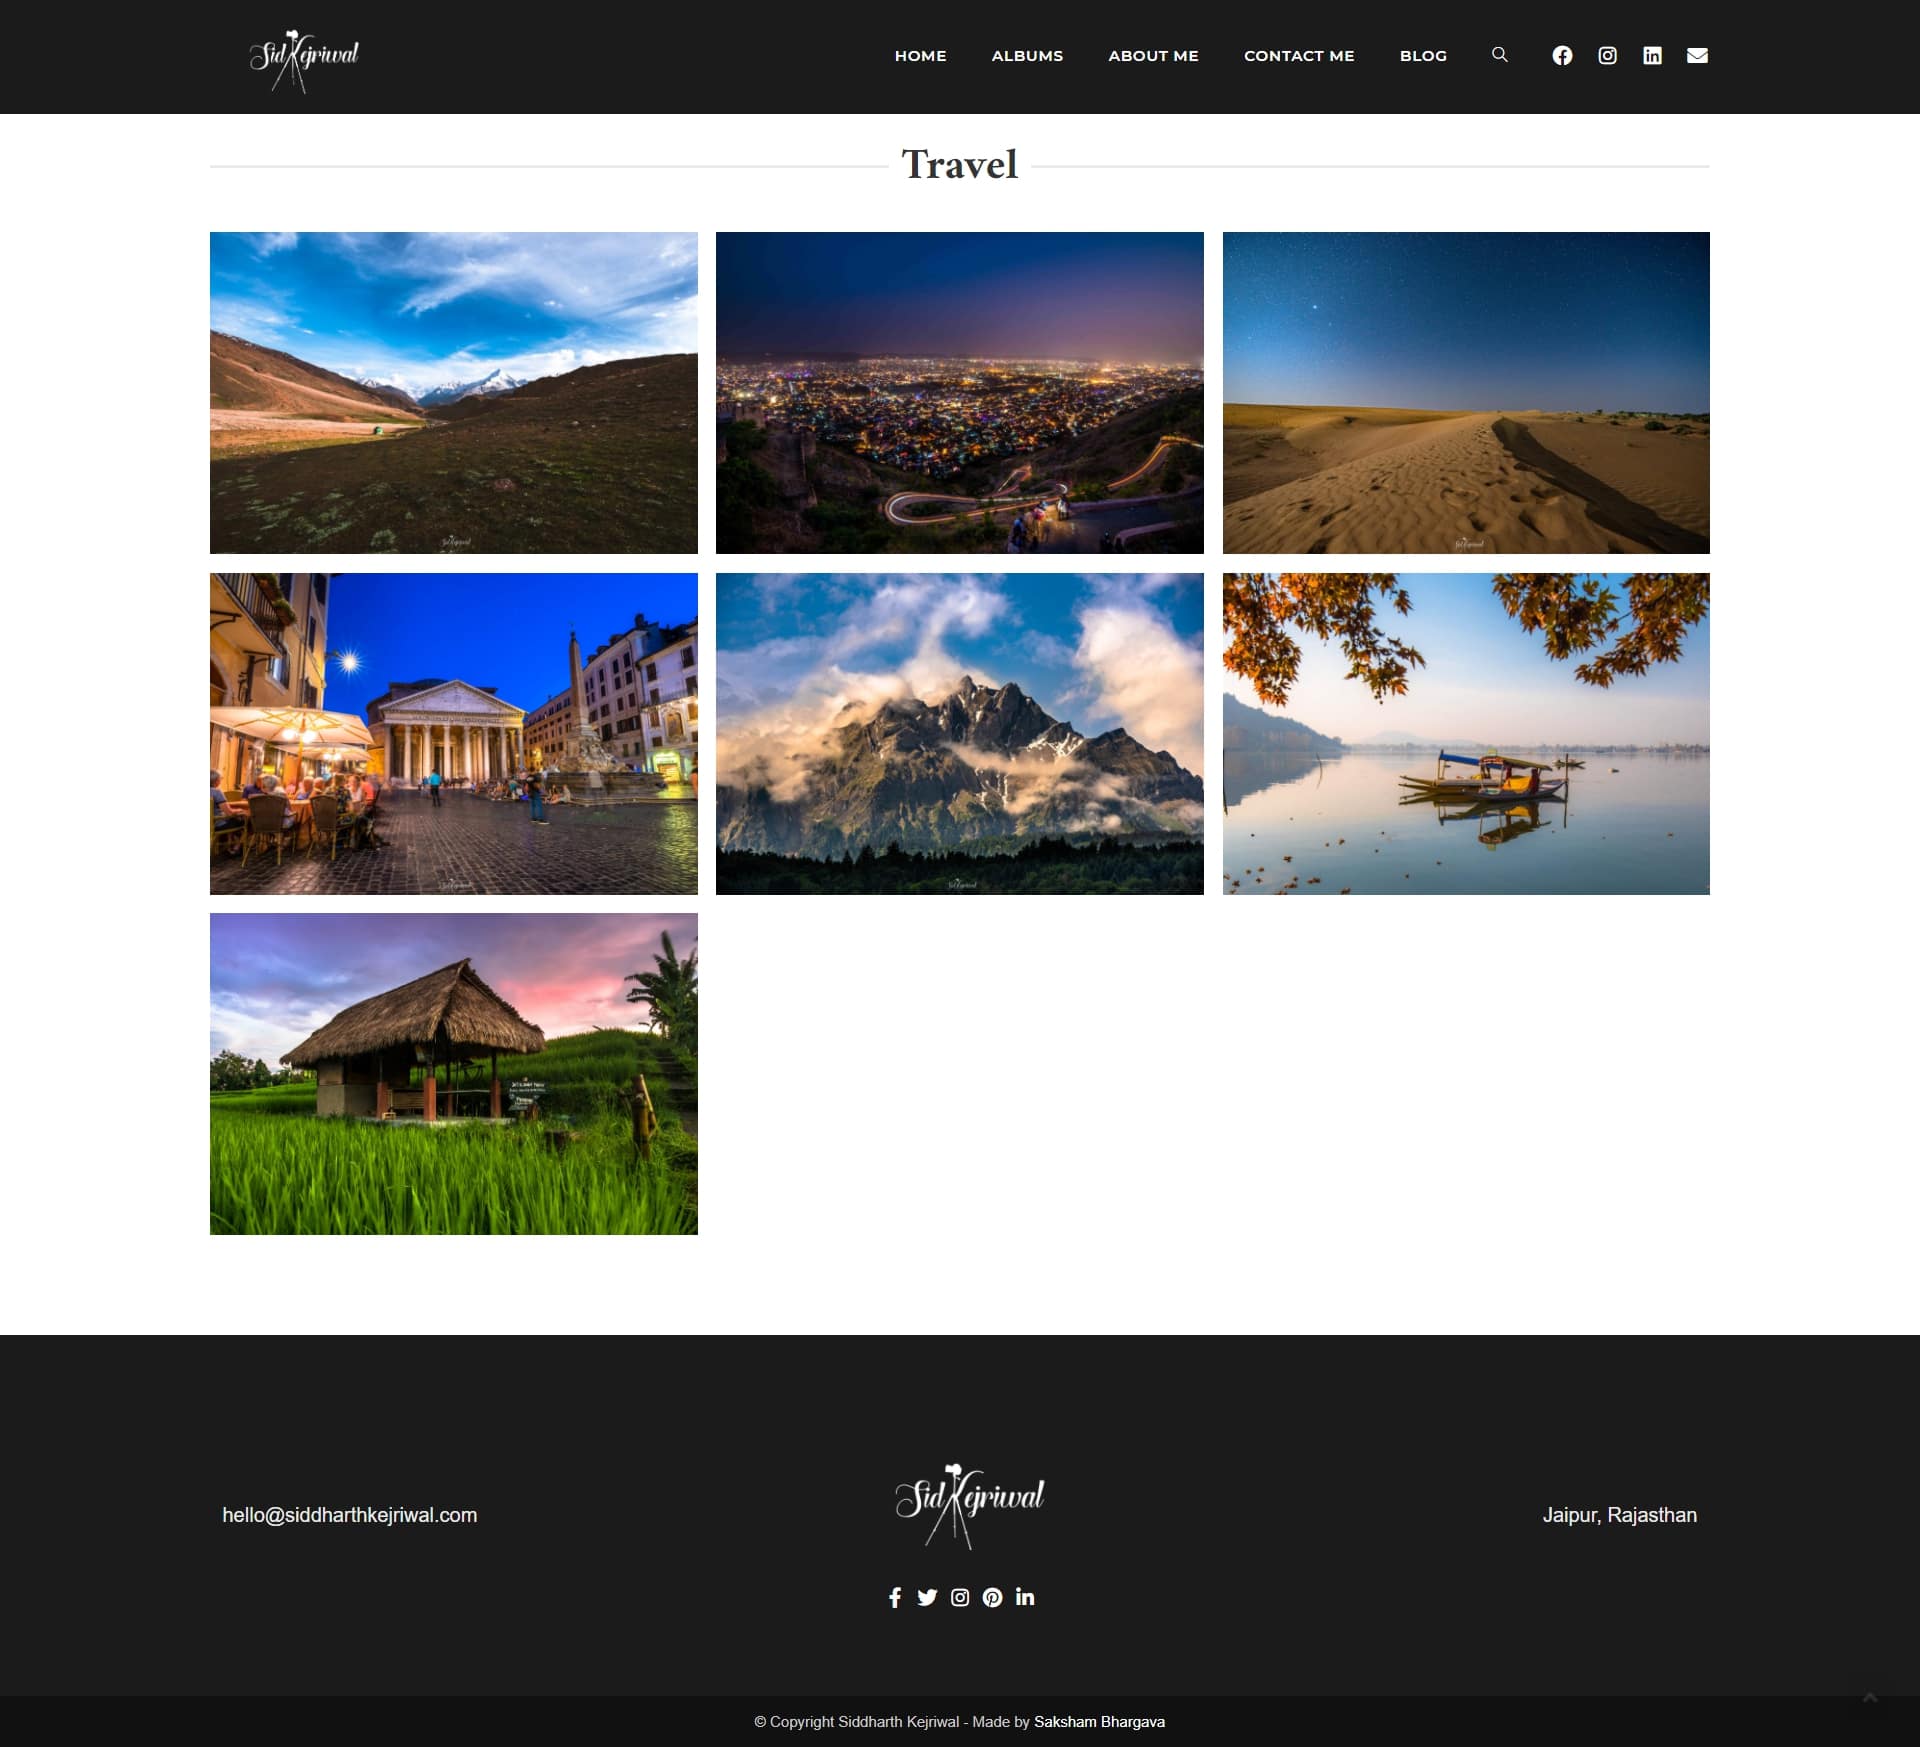 Sid Kejriwal
HOME ALBUMS ABOUT ME CONTACT ME BLOG
Travel
Sid Kejriwal
hello@siddharthkejriwal.com
Jaipur, Rajasthan
© Copyright Siddharth Kejriwal - Made by Saksham Bhargava